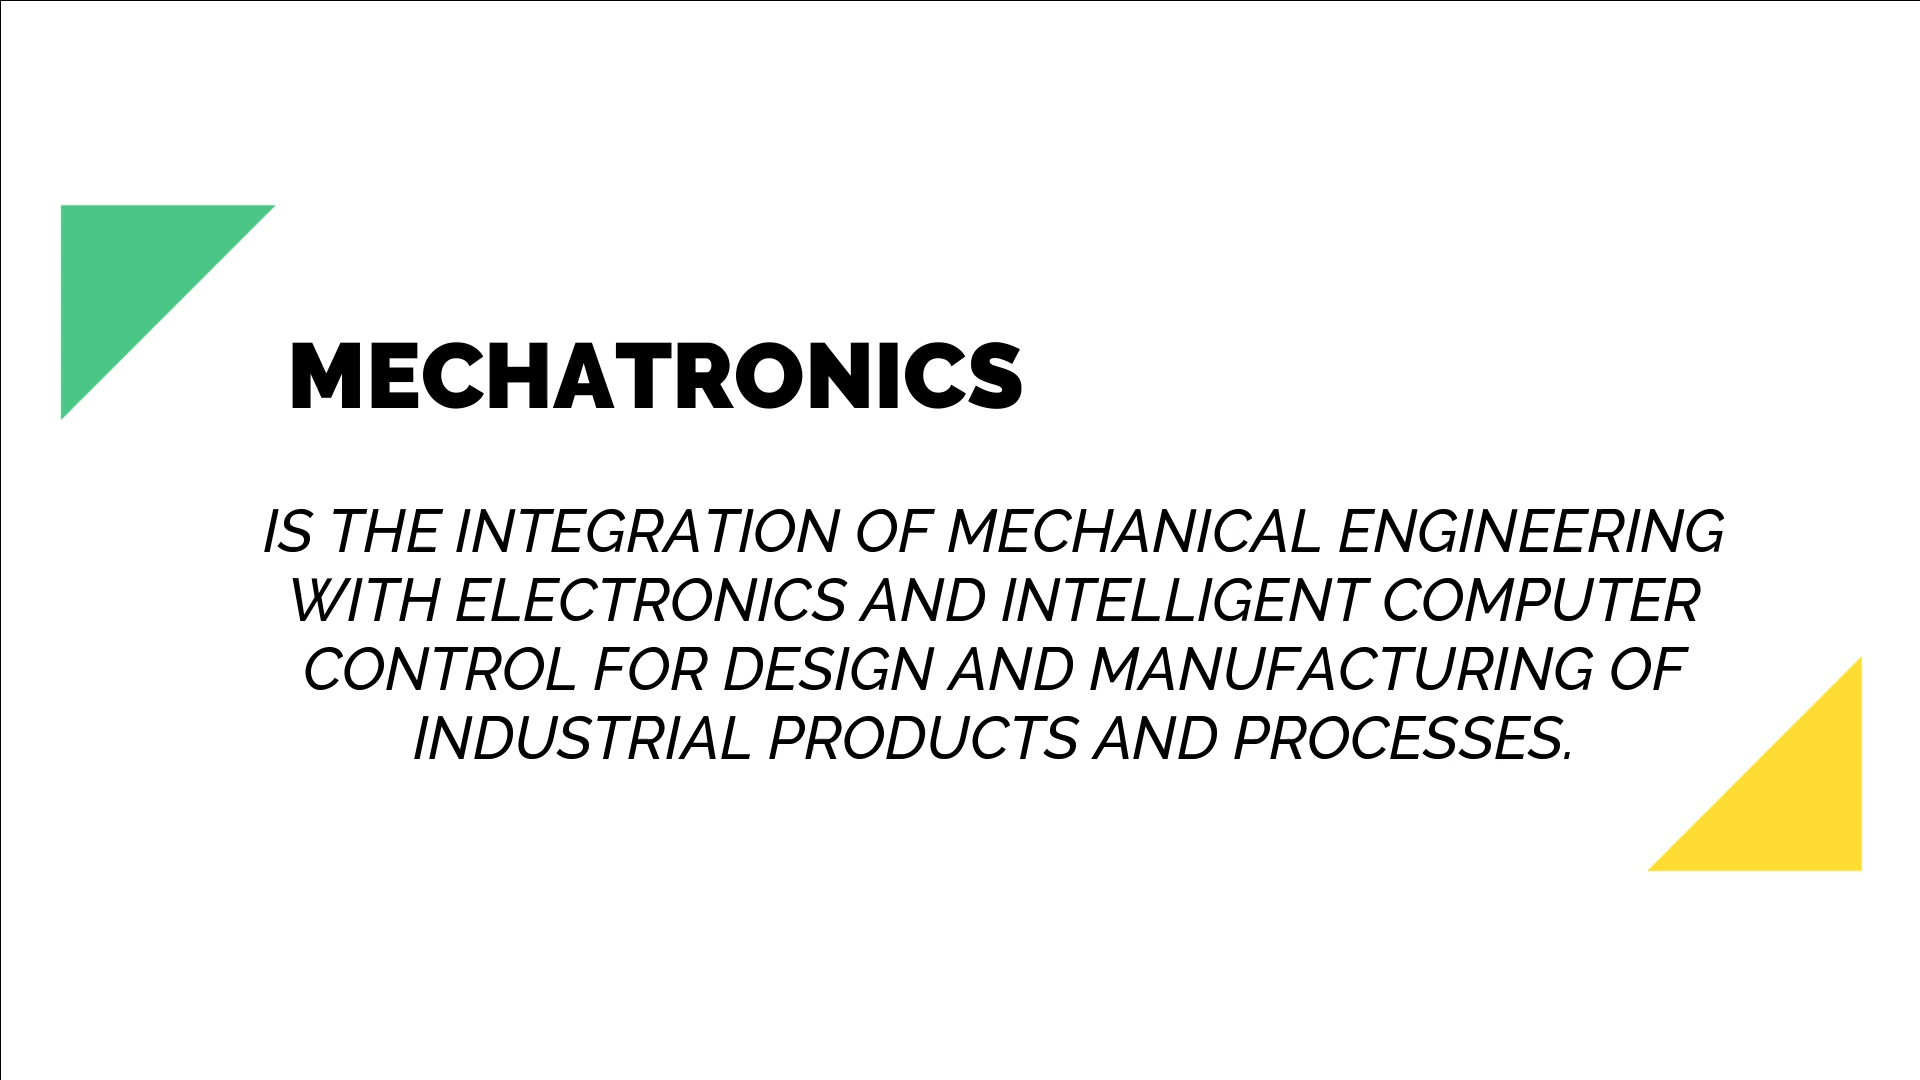 MECHATRONICS
IS THE INTEGRATION OF MECHANICAL ENGINEERING
WITH ELECTRONICS AND INTELLIGENT COMPUTER
CONTROL FOR DESIGN AND MANUFACTURING OF
INDUSTRIAL PRODUCTS AND PROCESSES.